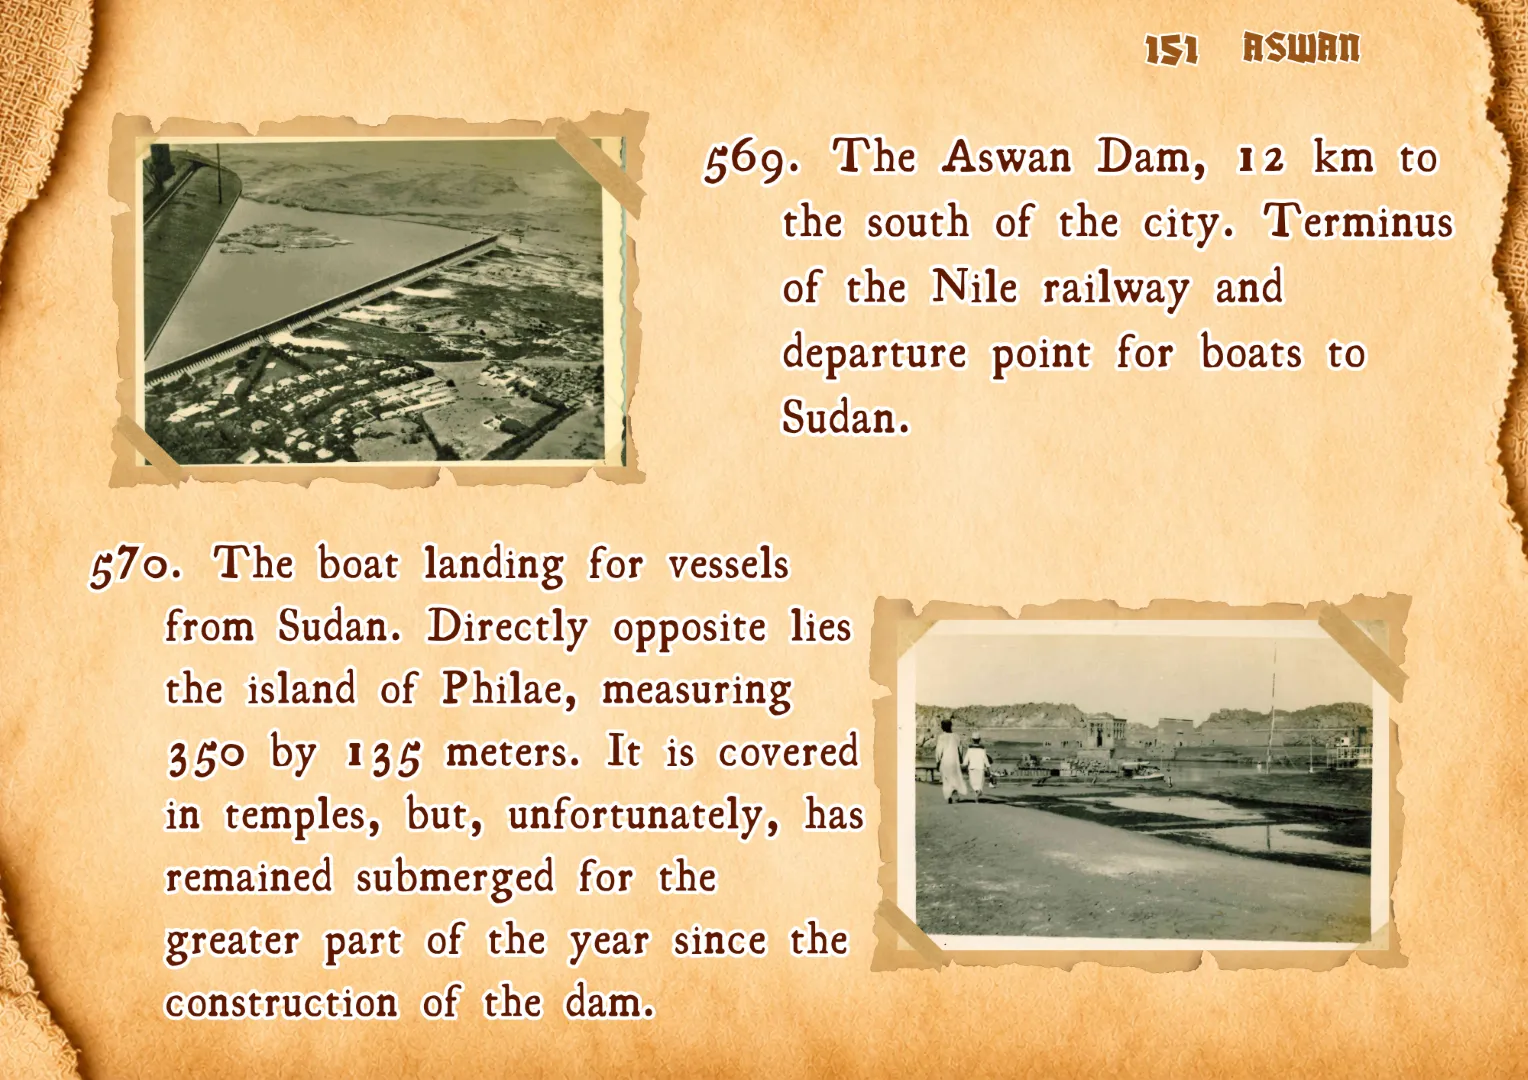 151 ASWAN
569. The Aswan Dam, 12 km to
the south of the city. Terminus
of the Nile railway and
departure point for boats to
Sudan.
570. The boat landing for vessels
from Sudan. Directly opposite lies
the island of Philae, measuring
350 by 135 meters. It is covered
in temples, but, unfortunately, has
remained submerged for the
greater part of the year since the
construction of the dam.